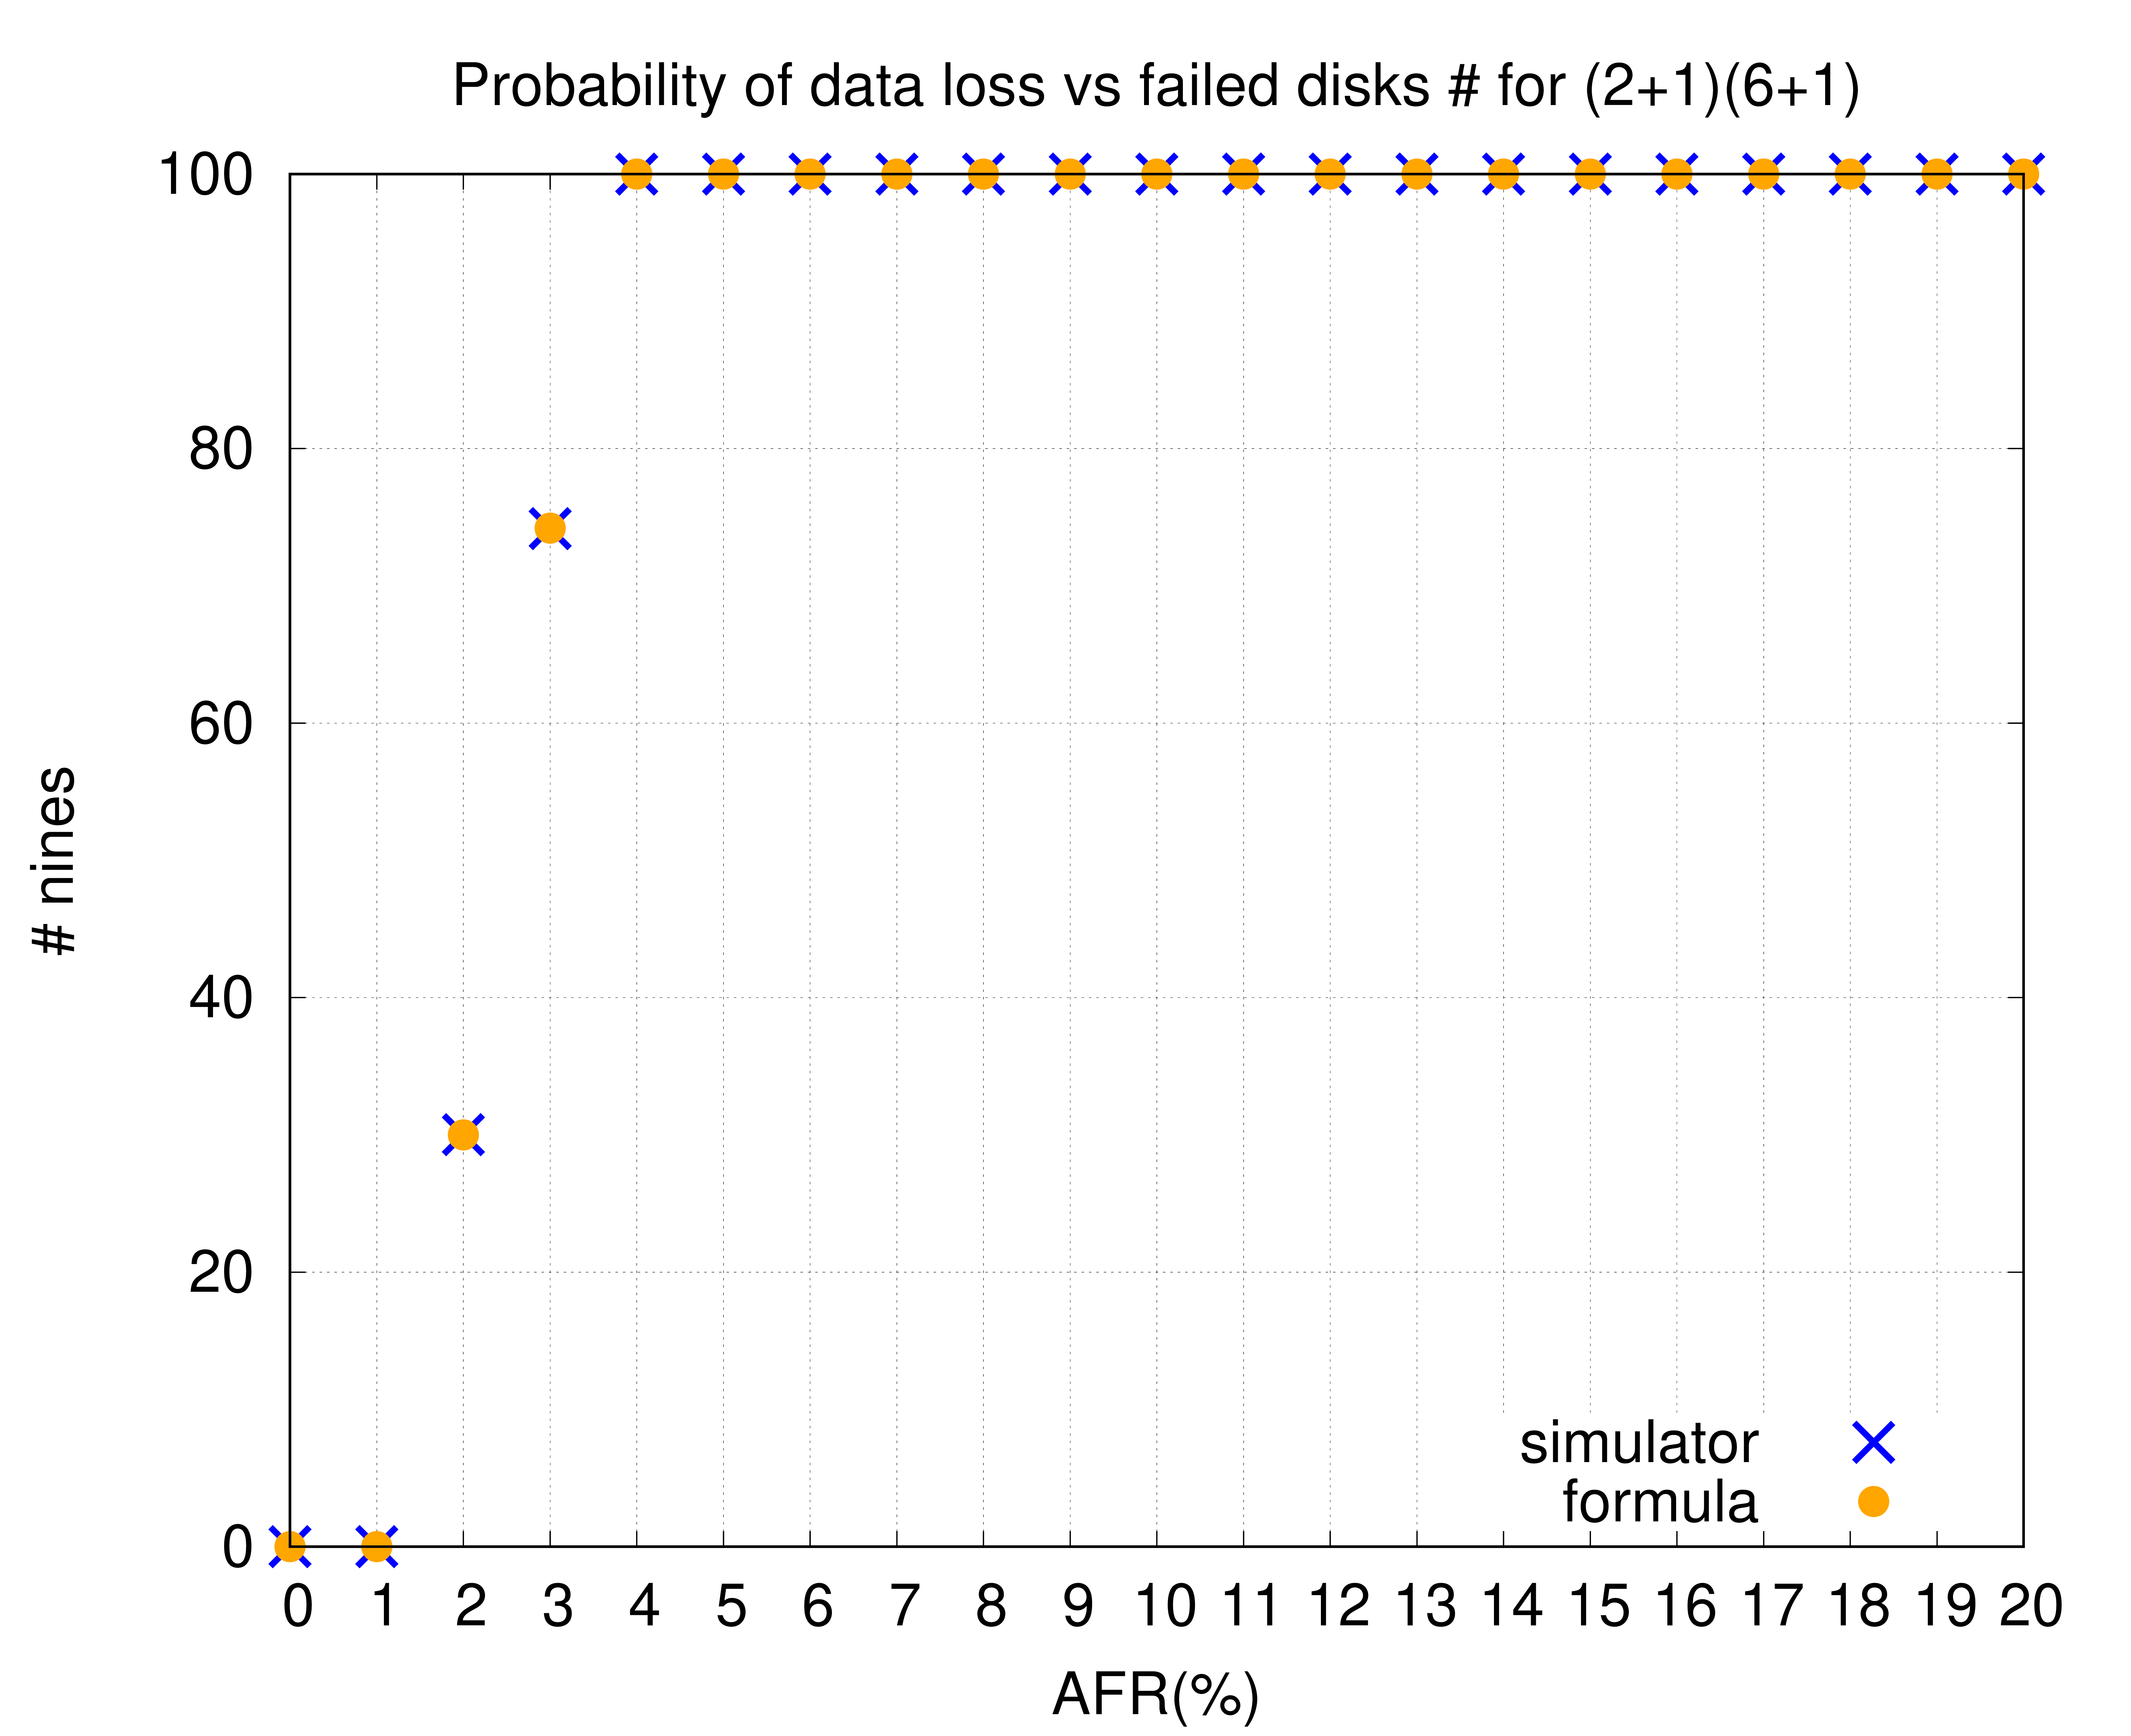 Probability of data loss vs failed disks # for (2+1)(6+1)
100
80
60
40
20
0
# nines
simulator
formula
0 1 2 3 4 5 6 7 8 9 10 11 12 13 14 15 16 17 18 19 20
AFR(%)